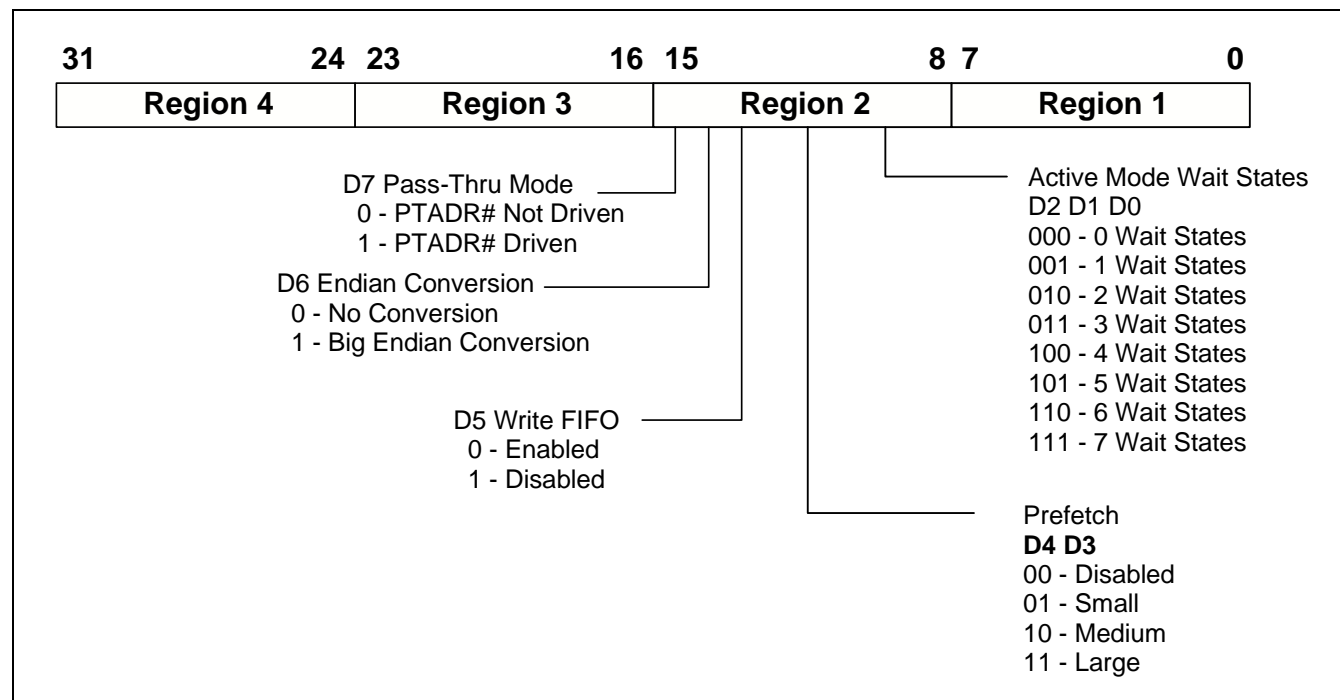 31 24 23 16 15 8 7 0
Region 4 Region 3 Region 2 Region 1
D7 Pass-Thru Mode
0 - PTADR# Not Driven
1 - PTADR# Driven
D6 Endian Conversion
0 - No Conversion
1 - Big Endian Conversion
D5 Write FIFO
0 - Enabled
1 - Disabled
Active Mode Wait States
D2 D1 D0
000 - 0 Wait States
001 - 1 Wait States
010 - 2 Wait States
011 - 3 Wait States
100 - 4 Wait States
101 - 5 Wait States
110 - 6 Wait States
111 - 7 Wait States
Prefetch
D4 D3
00 - Disabled
01 - Small
10 - Medium
11 - Large